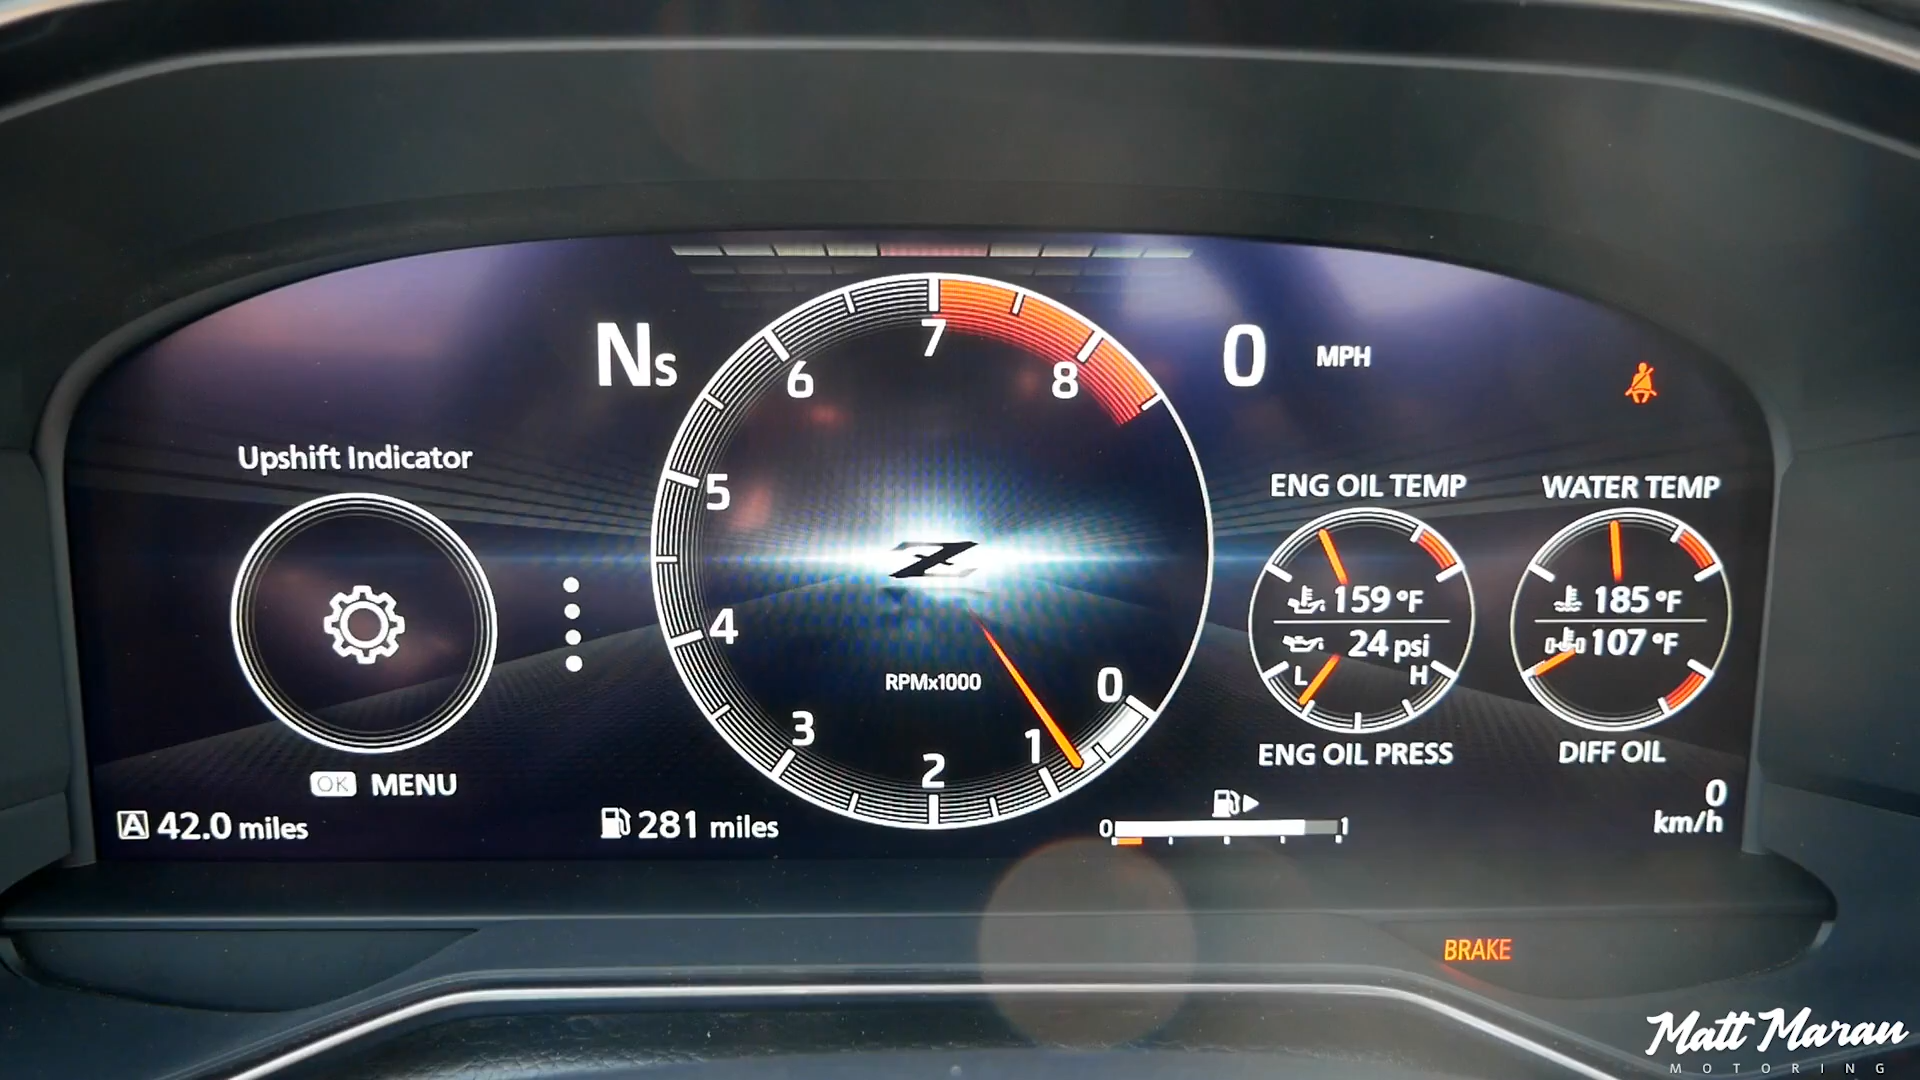 Ns
0 MPH
7
6
8
5
4
3
2
1
0
RPMx1000
Upshift Indicator
OK MENU
A 42.0 miles
281 miles
ENG OIL TEMP
159 °F
24 psi
L H
ENG OIL PRESS
WATER TEMP
185 °F
107 °F
DIFF OIL
0 1
0
km/h
BRAKE
Matt Maran
MOTORING